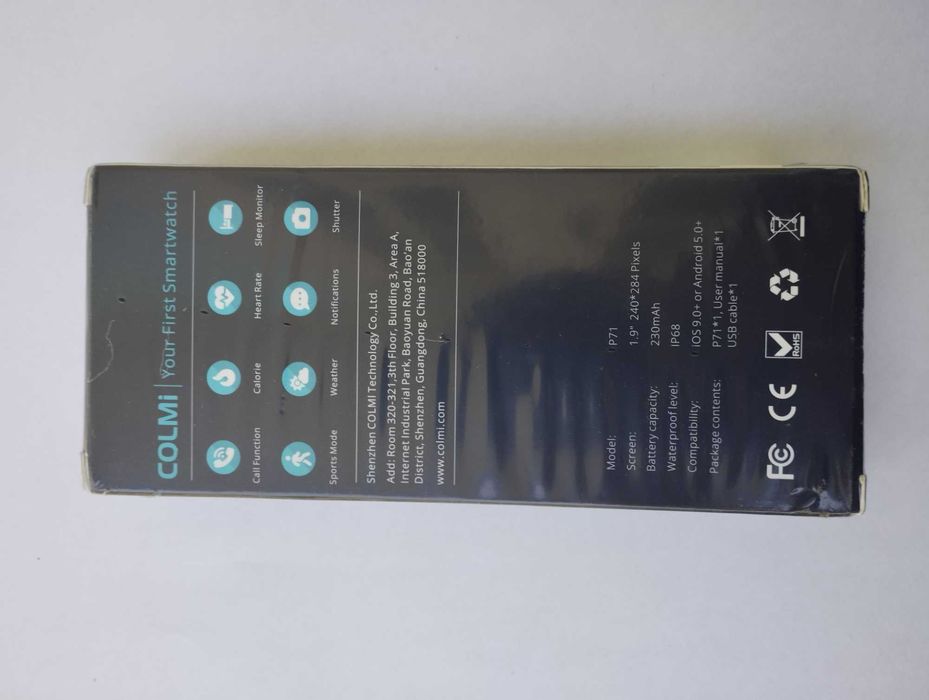 COLMi | Your First Smartwatch
Call Function Calorie Heart Rate Sleep Monitor
Sports Mode Weather Notifications Shutter
Shenzhen COLMI Technology Co.,Ltd.
Add: Room 320-321,3th Floor, Building 3, Area A,
Internet Industrial Park, Baoyuan Road, Bao'an
District, Shenzhen, Guangdong, China 518000
www.colmi.com
Model: P71
Screen: 1.9" 240*284 Pixels
Battery capacity: 230mAh
Waterproof level: IP68
Compatibility: IOS 9.0+ or Android 5.0+
Package contents: P71*1, User manual*1
USB cable*1
FC CE RoHS